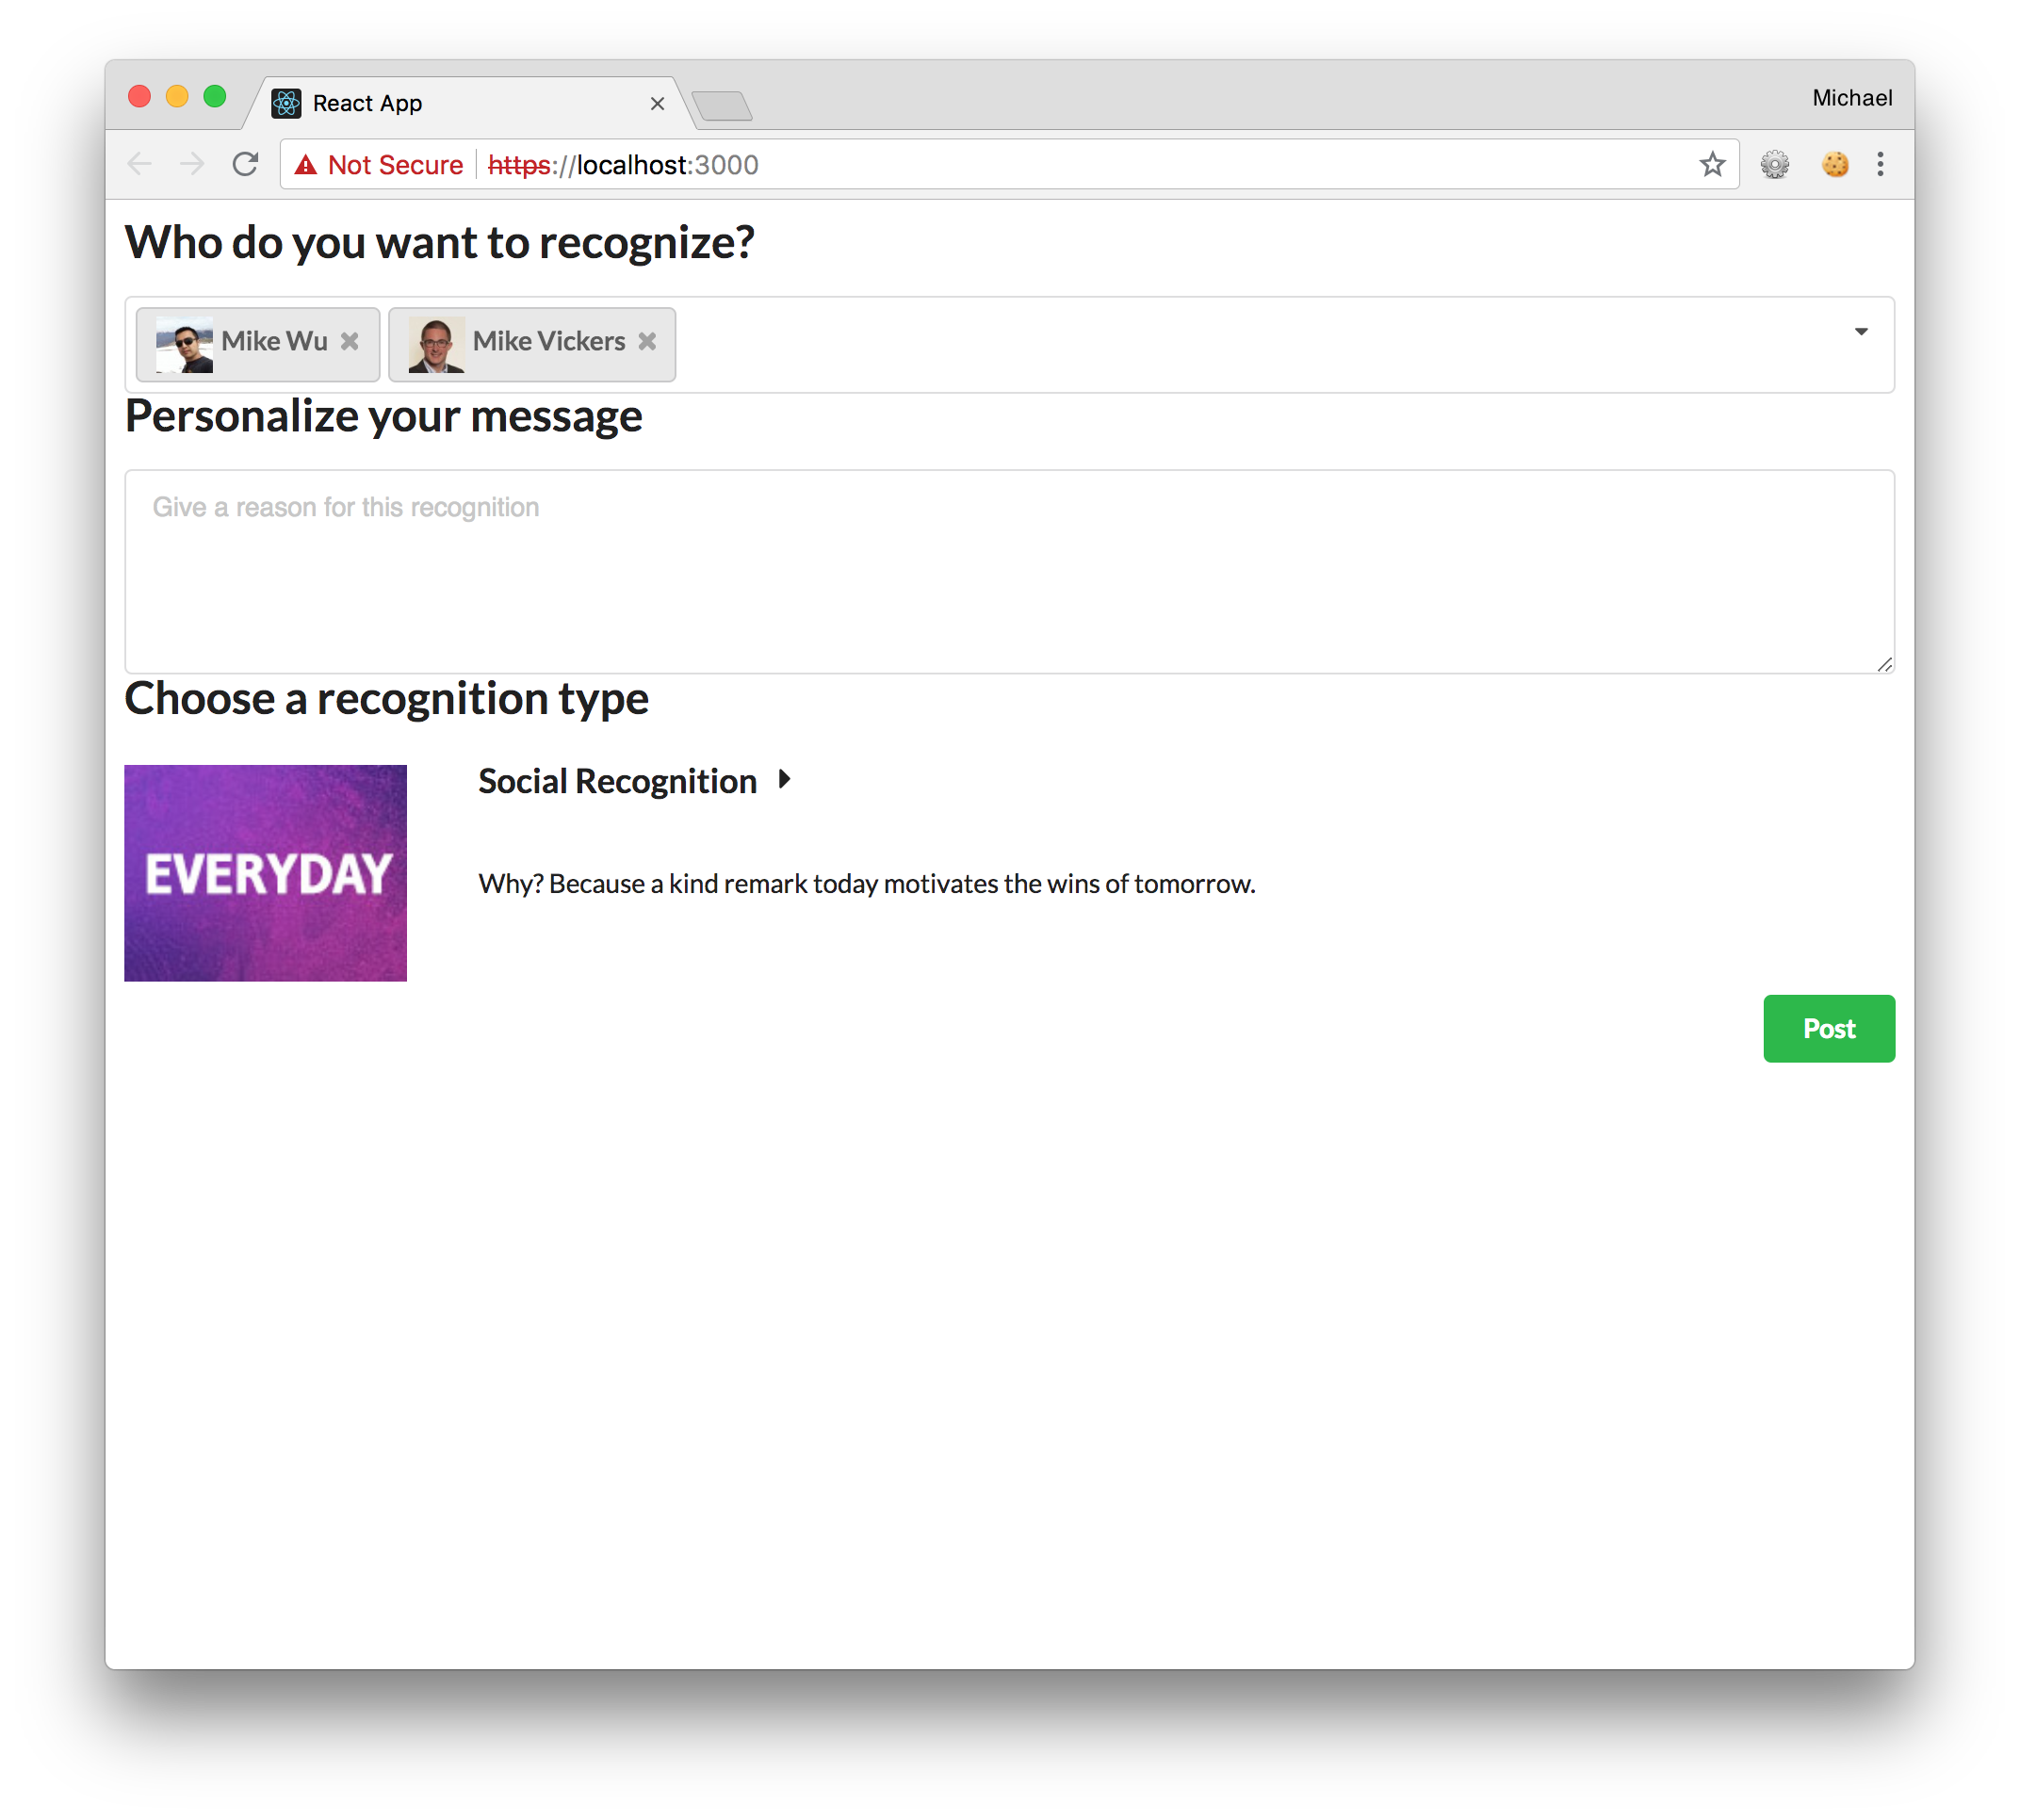 React App
Michael
Not Secure https://localhost:3000
Who do you want to recognize?
Mike Wu Mike Vickers
Personalize your message
Give a reason for this recognition
Choose a recognition type
EVERYDAY
Social Recognition
Why? Because a kind remark today motivates the wins of tomorrow.
Post